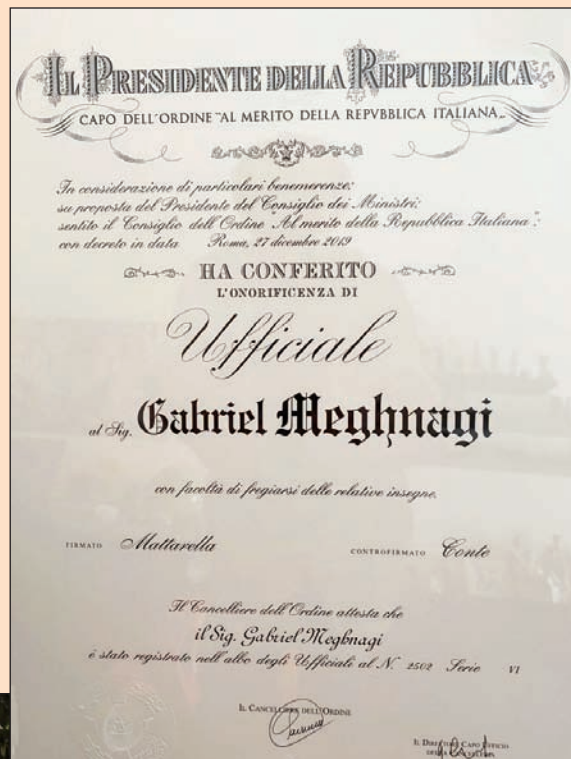 IL PRESIDENTE DELLA REPUBBLICA
CAPO DELL'ORDINE "AL MERITO DELLA REPVBBLICA ITALIANA„
In considerazione di particolari benemerenze;
su proposta del Presidente del Consiglio dei Ministri;
sentito il Consiglio dell'Ordine "Al merito della Repubblica Italiana";
con decreto in data Roma, 27 dicembre 2019
HA CONFERITO
L'ONORIFICENZA DI
Ufficiale
al Sig. Gabriel Meghnagi
con facoltà di fregiarsi delle relative insegne.
FIRMATO Mattarella CONTROFIRMATO Conte
Il Cancelliere dell'Ordine attesta che
il Sig. Gabriel Meghnagi
è stato registrato nell'albo degli Ufficiali al N. 2502 Serie VI
IL CANCELLIERE DELL'ORDINE
IL DIRETTORE CAPO UFFICIO
DELLA CANCELLERIA